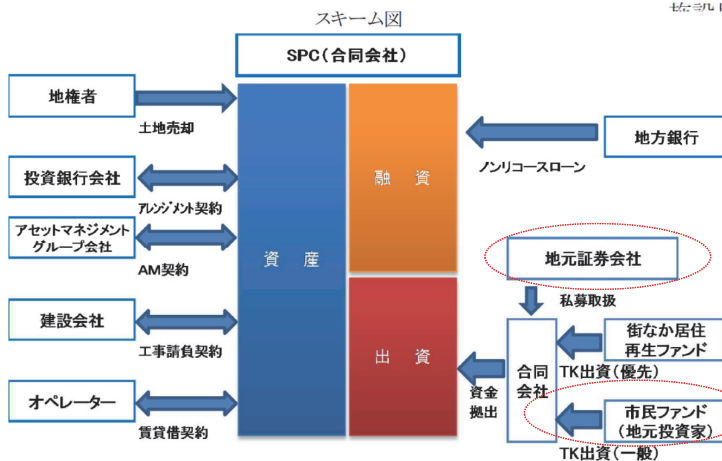 スキーム図
SPC(合同会社)
地権者
土地売却
投資銀行会社
アレンジメント契約
アセットマネジメント
グループ会社
AM契約
建設会社
工事請負契約
オペレーター
賃貸借契約
資 産
融 資
出 資
地方銀行
ノンリコースローン
地元証券会社
私募取扱
合同
会社
資金
拠出
街なか居住
再生ファンド
TK出資(優先)
市民ファンド
(地元投資家)
TK出資(一般)